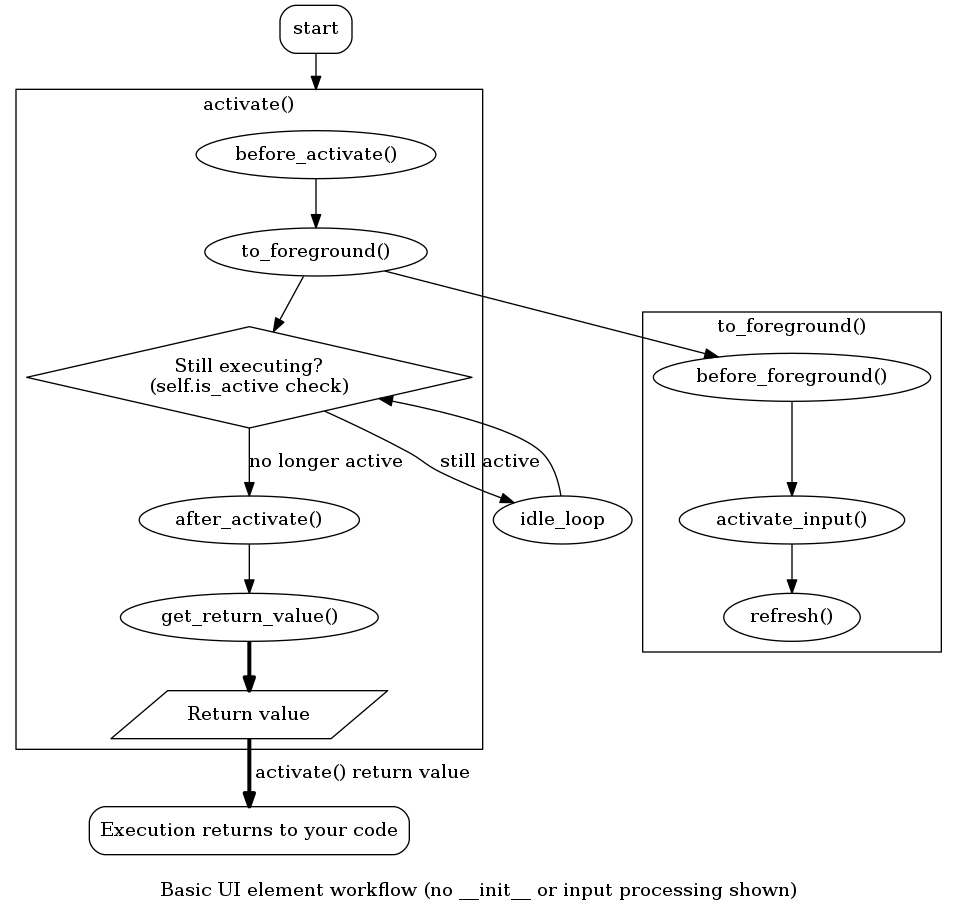 start
activate()
before_activate()
to_foreground()
to_foreground()
Still executing?
(self.is_active check)
before_foreground()
no longer active
still active
after_activate()
idle_loop
activate_input()
get_return_value()
refresh()
Return value
activate() return value
Execution returns to your code
Basic UI element workflow (no __init__ or input processing shown)